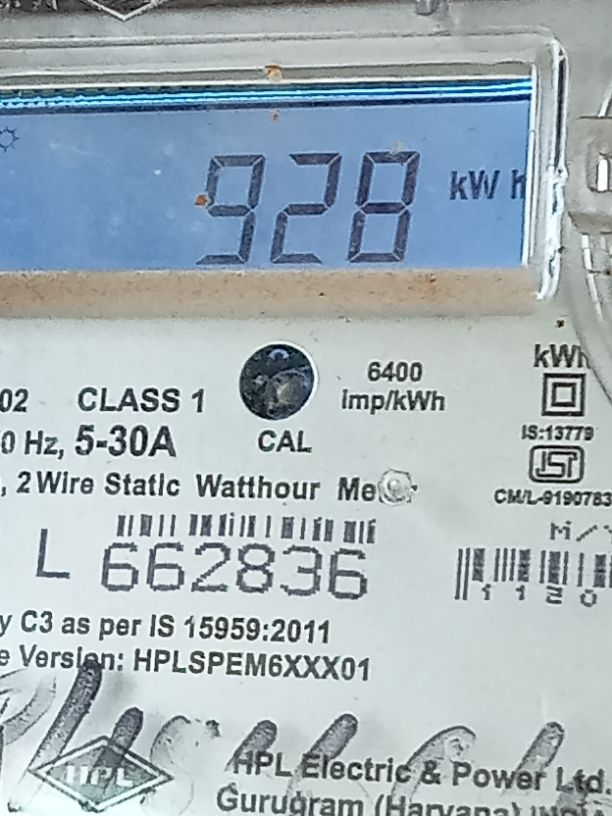 928 kW h
kWh
02 CLASS 1
6400
imp/kWh
0 Hz, 5-30A
CAL
IS:13779
, 2 Wire Static Watthour
CM/L-9190783
L 662836
M/Y
1 1 2 0
y C3 as per IS 15959:2011
e Version: HPLSPEM6XXX01
HPL
HPL Electric & Power Ltd.
Gurugram (Haryana) INDIA